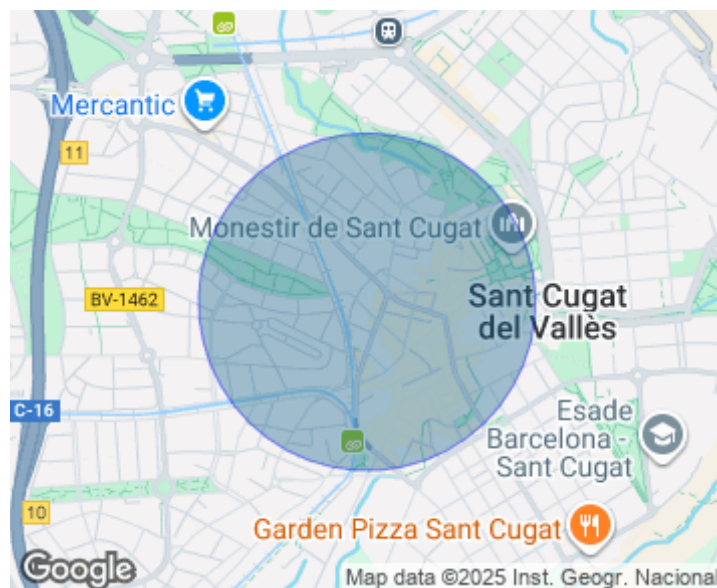 Mercantic
11
Monestir de Sant Cugat
BV-1462
Sant Cugat
del Vallès
C-16
Esade
Barcelona -
Sant Cugat
10
Garden Pizza Sant Cugat
Google
Map data ©2025 Inst. Geogr. Nacional